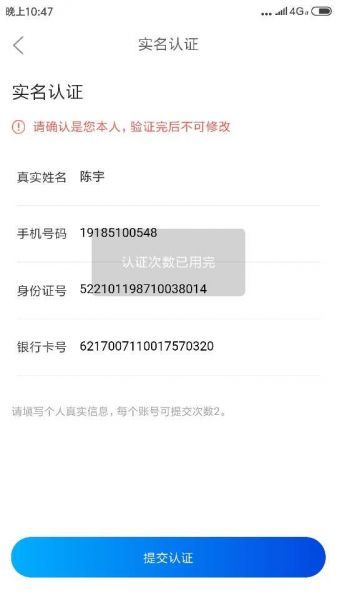 晚上10:47
4G
实名认证
实名认证
请确认是您本人，验证完后不可修改
真实姓名 陈宇
手机号码 19185100548
认证次数已用完
身份证号 522101198710038014
银行卡号 6217007110017570320
请填写个人真实信息，每个账号可提交次数2。
提交认证